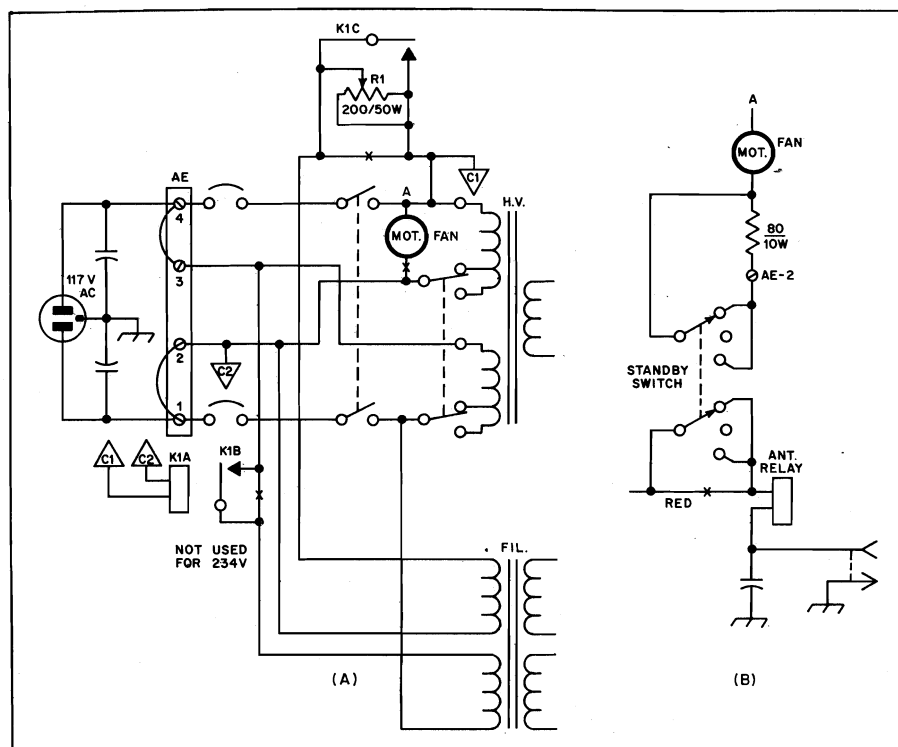 K1C
R1
200/50W
C1
AE
H.V.
4
A
MOT. FAN
117 V
AC
3
2
C2
1
C1
C2
K1A
K1B
NOT USED
FOR 234V
FIL.
(A)
A
MOT. FAN
80
10W
AE-2
STANDBY
SWITCH
ANT.
RELAY
RED
(B)